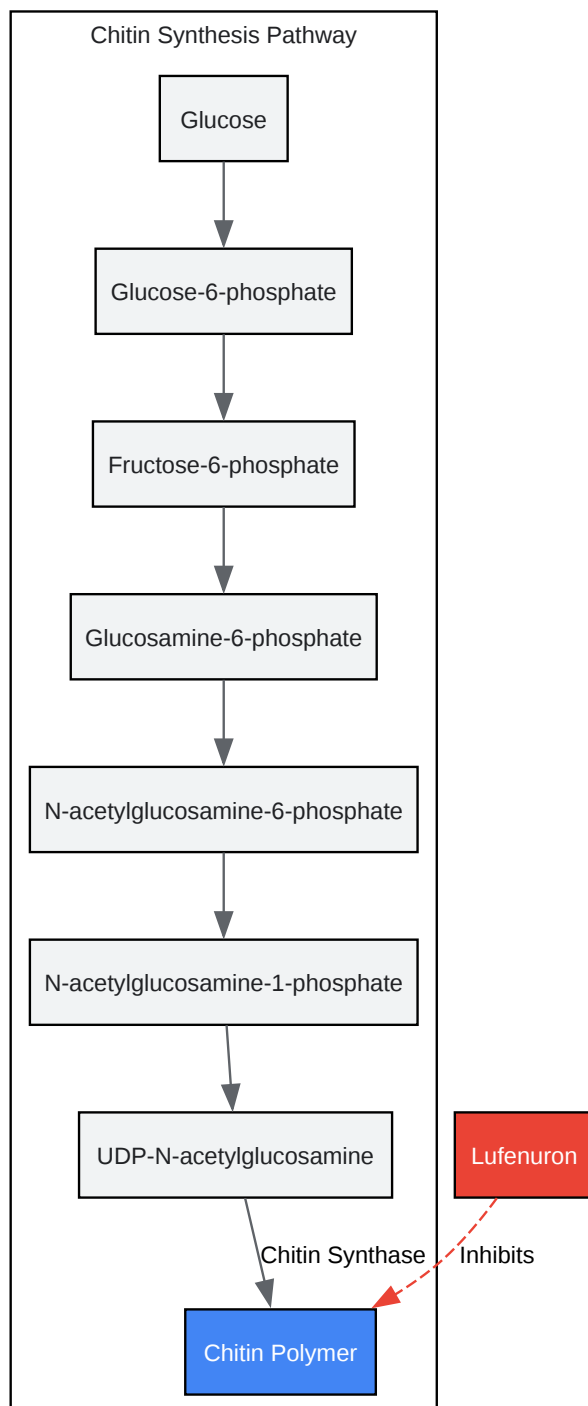 Chitin Synthesis Pathway
Glucose
Glucose-6-phosphate
Fructose-6-phosphate
Glucosamine-6-phosphate
N-acetylglucosamine-6-phosphate
N-acetylglucosamine-1-phosphate
UDP-N-acetylglucosamine
Lufenuron
Chitin Synthase
Inhibits
Chitin Polymer